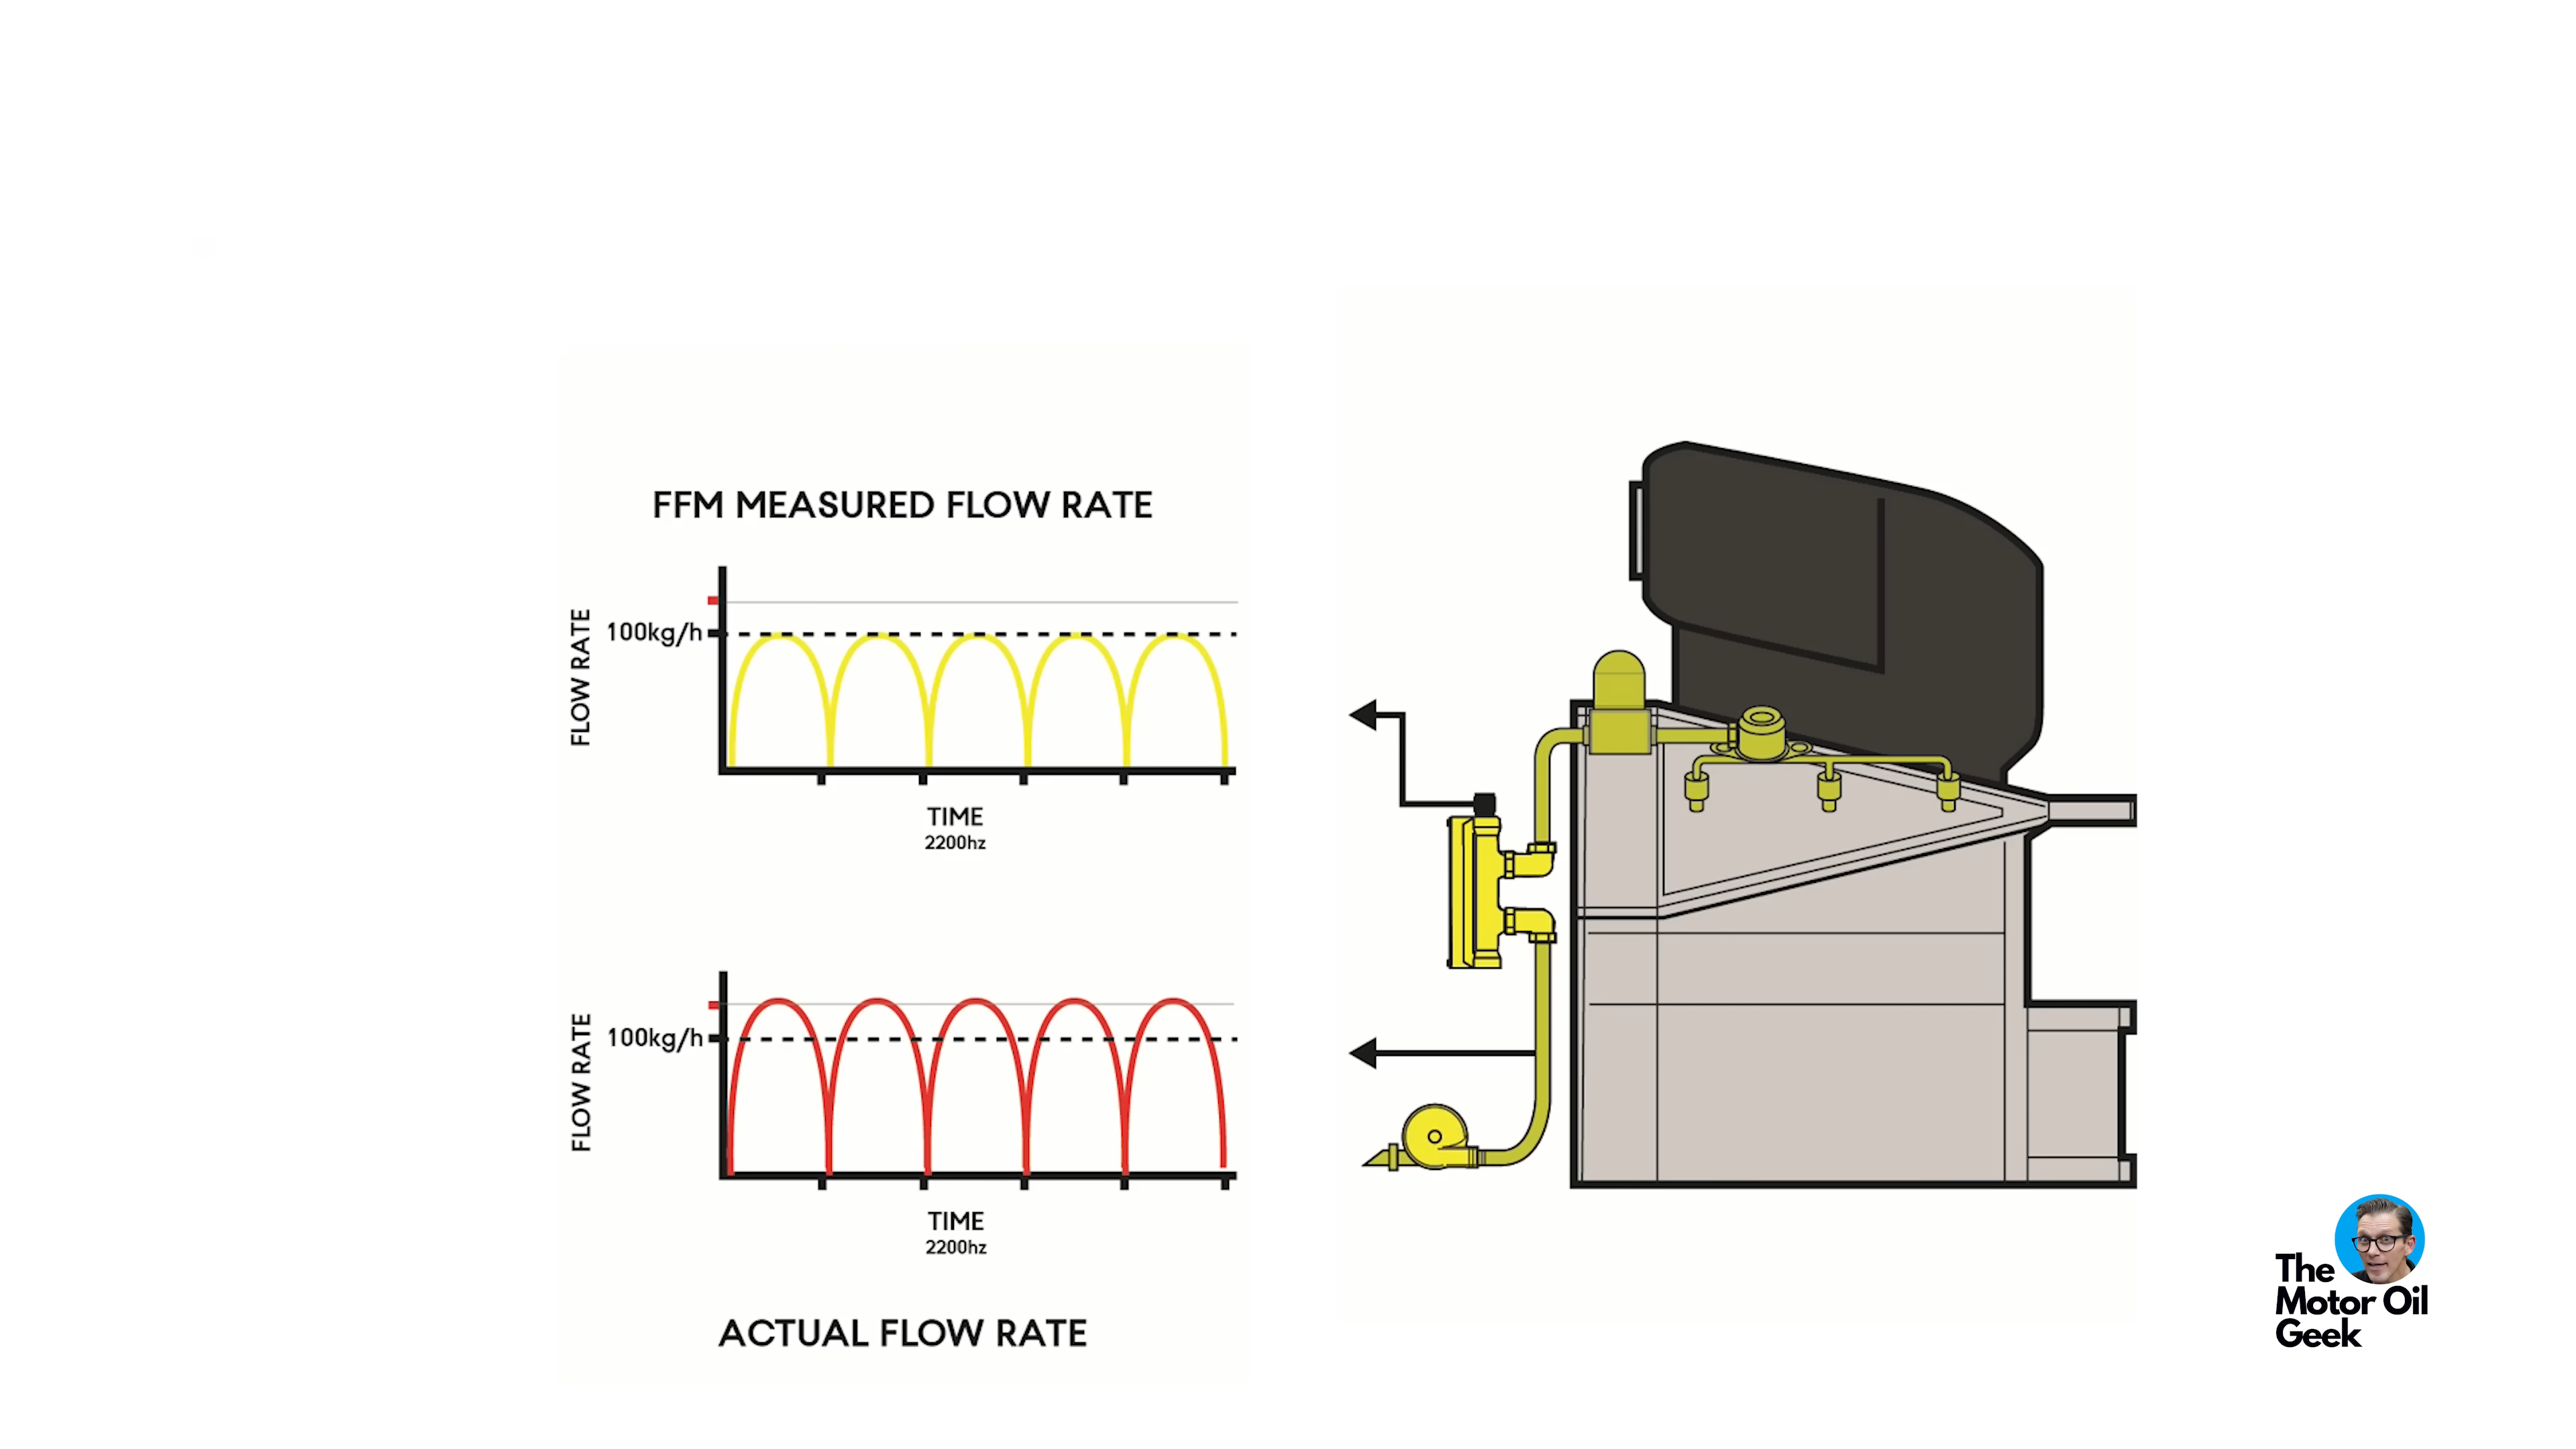 FFM MEASURED FLOW RATE
FLOW RATE
100kg/h
TIME
2200hz
FLOW RATE
100kg/h
TIME
2200hz
ACTUAL FLOW RATE
The
Motor Oil
Geek